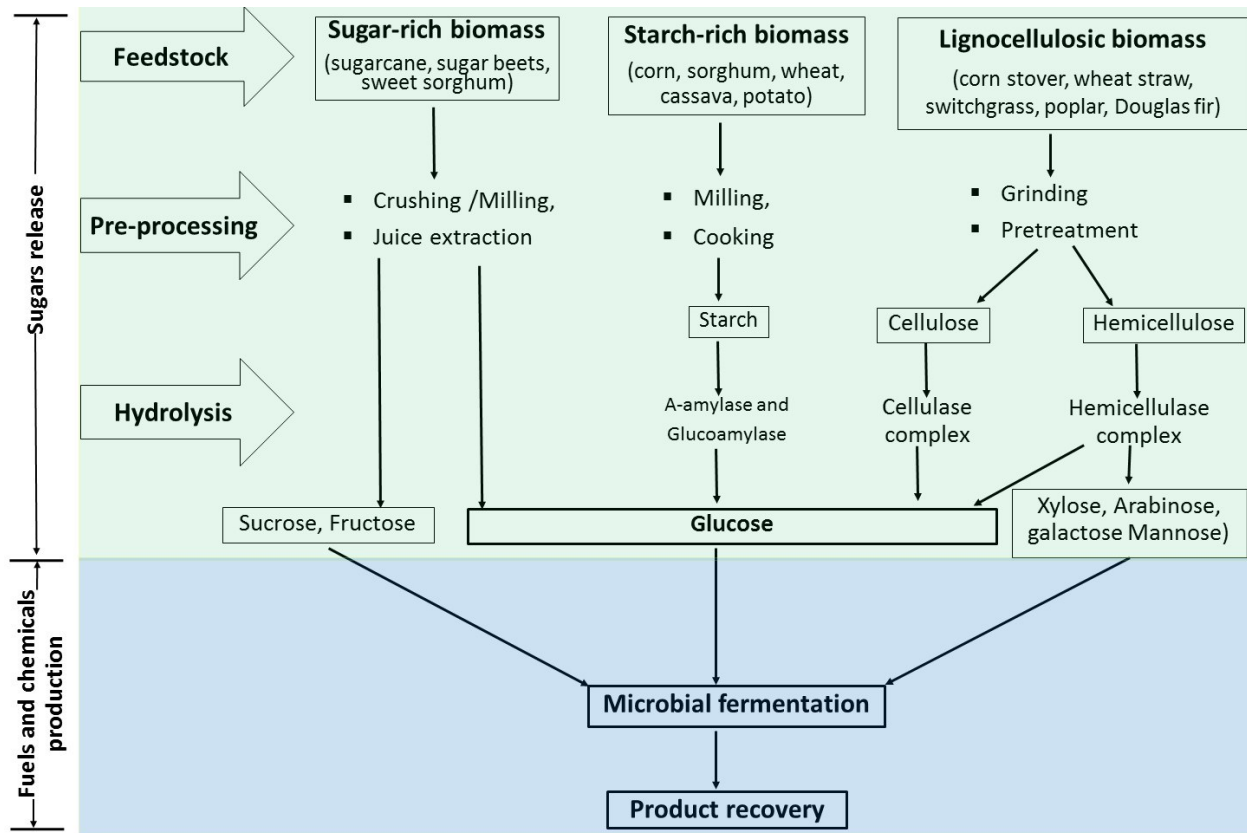 Feedstock
Sugar-rich biomass
(sugarcane, sugar beets,
sweet sorghum)
Starch-rich biomass
(corn, sorghum, wheat,
cassava, potato)
Lignocellulosic biomass
(corn stover, wheat straw,
switchgrass, poplar, Douglas fir)
Sugars release
Pre-processing
▪ Crushing /Milling,
▪ Juice extraction
▪ Milling,
▪ Cooking
▪ Grinding
▪ Pretreatment
Starch
Cellulose
Hemicellulose
Hydrolysis
A-amylase and
Glucoamylase
Cellulase
complex
Hemicellulase
complex
Sucrose, Fructose
Glucose
Xylose, Arabinose,
galactose Mannose)
Fuels and chemicals
production
Microbial fermentation
Product recovery